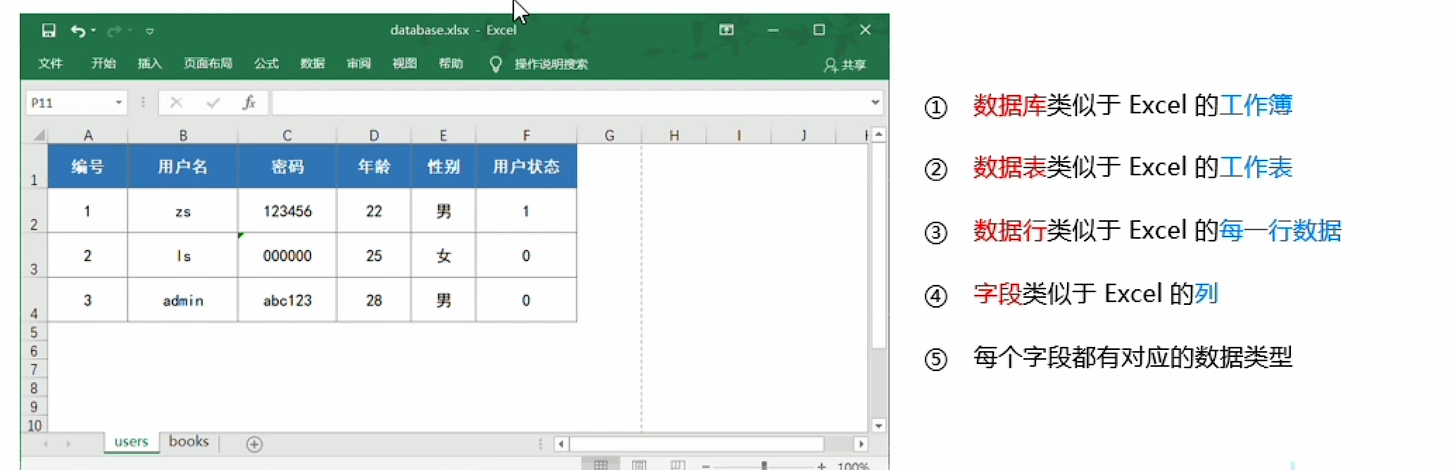 database.xlsx - Excel
文件 开始 插入 页面布局 公式 数据 审阅 视图 帮助 操作说明搜索 共享
P11 fx
A B C D E F G H I J
1 编号 用户名 密码 年龄 性别 用户状态
2 1 zs 123456 22 男 1
3 2 ls 000000 25 女 0
4 3 admin abc123 28 男 0
5
6
7
8
9
10
users books
100%
① 数据库类似于 Excel 的工作簿
② 数据表类似于 Excel 的工作表
③ 数据行类似于 Excel 的每一行数据
④ 字段类似于 Excel 的列
⑤ 每个字段都有对应的数据类型